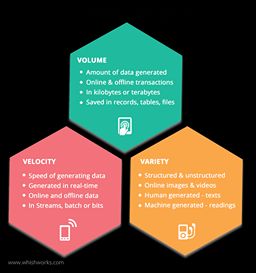 VOLUME
Amount of data generated
Online & offline transactions
In kilobytes or terabytes
Saved in records, tables, files
VELOCITY
Speed of generating data
Generated in real-time
Online and offline data
In Streams, batch or bits
VARIETY
Structured & unstructured
Online images & videos
Human generated - texts
Machine generated - readings
www.whishworks.com